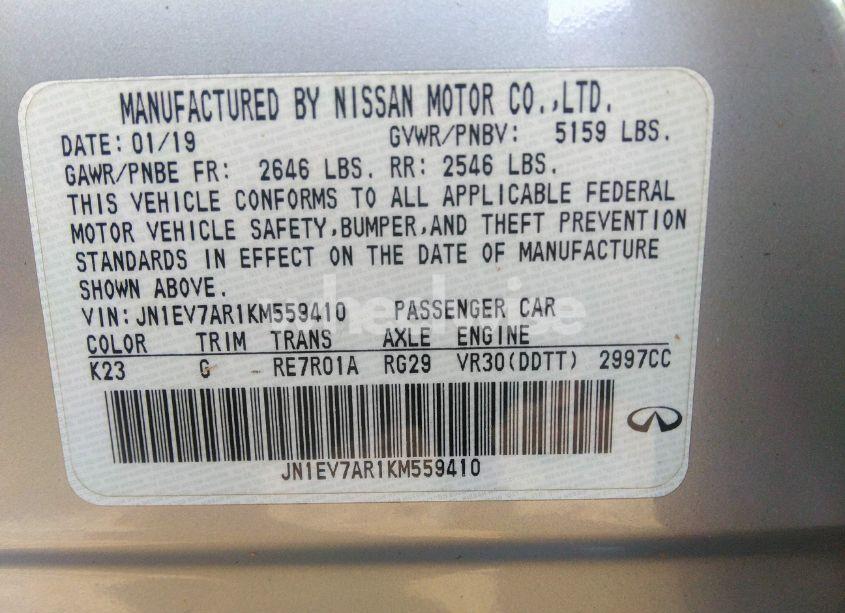 MANUFACTURED BY NISSAN MOTOR CO.,LTD.
DATE: 01/19 GVWR/PNBV: 5159 LBS.
GAWR/PNBE FR: 2646 LBS. RR: 2546 LBS.
THIS VEHICLE CONFORMS TO ALL APPLICABLE FEDERAL
MOTOR VEHICLE SAFETY,BUMPER,AND THEFT PREVENTION
STANDARDS IN EFFECT ON THE DATE OF MANUFACTURE
SHOWN ABOVE.
VIN: JN1EV7AR1KM559410 PASSENGER CAR
COLOR TRIM TRANS AXLE ENGINE
K23 G RE7R01A RG29 VR30(DDTT) 2997CC
JN1EV7AR1KM559410